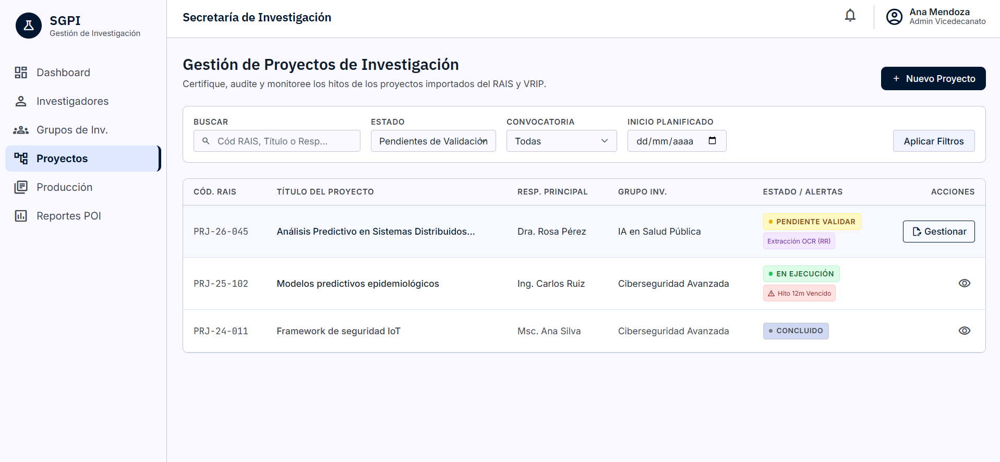 SGPI
Gestión de Investigación
Dashboard
Investigadores
Grupos de Inv.
Proyectos
Producción
Reportes POI
Secretaría de Investigación
Ana Mendoza
Admin Vicedecanato
Gestión de Proyectos de Investigación
Certifique, audite y monitoree los hitos de los proyectos importados del RAIS y VRIP.
+ Nuevo Proyecto
BUSCAR
Cód RAIS, Título o Resp...
ESTADO
Pendientes de Validación
CONVOCATORIA
Todas
INICIO PLANIFICADO
dd/mm/aaaa
Aplicar Filtros
CÓD. RAIS TÍTULO DEL PROYECTO RESP. PRINCIPAL GRUPO INV. ESTADO / ALERTAS ACCIONES
PRJ-26-045 Análisis Predictivo en Sistemas Distribuidos... Dra. Rosa Pérez IA en Salud Pública PENDIENTE VALIDAR Gestionar
Extracción OCR (RR)
PRJ-25-102 Modelos predictivos epidemiológicos Ing. Carlos Ruiz Ciberseguridad Avanzada EN EJECUCIÓN
Hito 12m Vencido
PRJ-24-011 Framework de seguridad IoT Msc. Ana Silva Ciberseguridad Avanzada CONCLUIDO